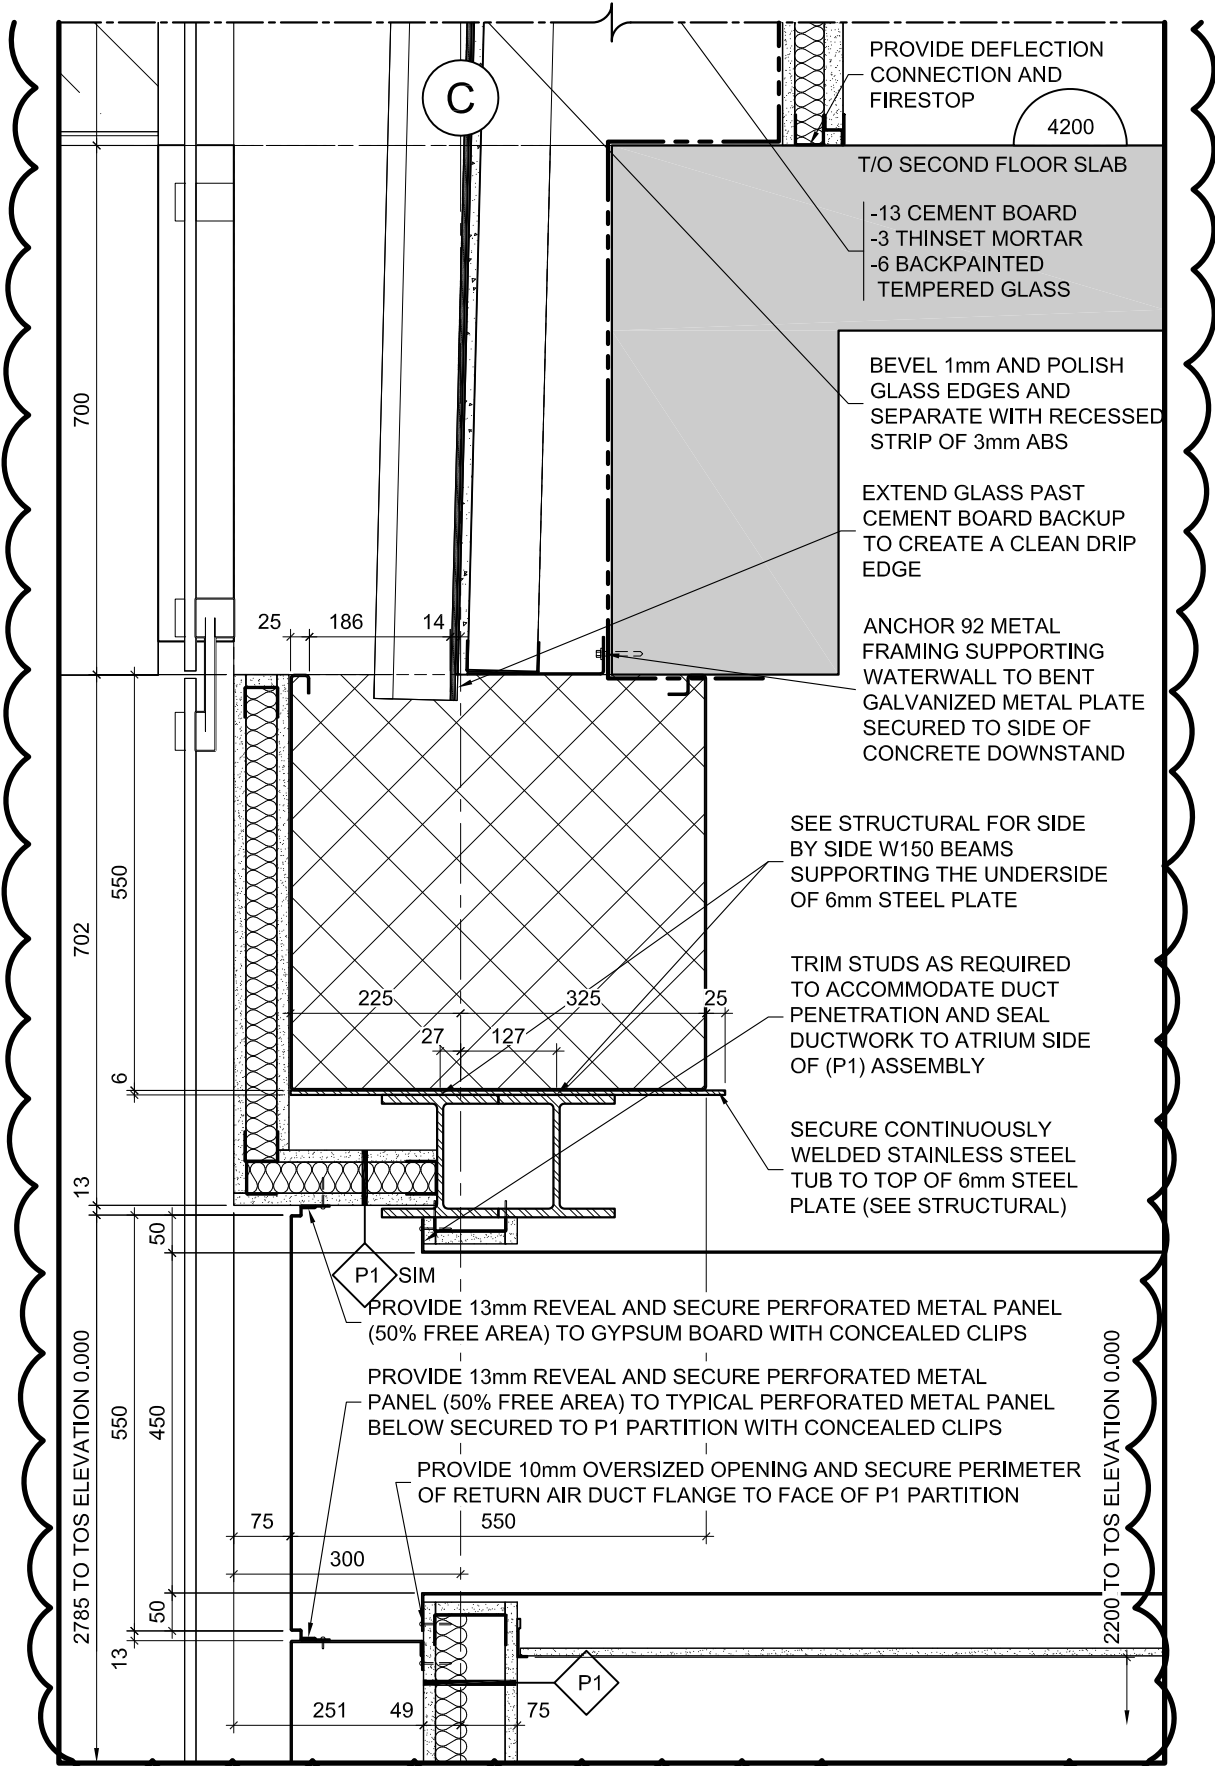 PROVIDE DEFLECTION
CONNECTION AND
FIRESTOP
C
4200
T/O SECOND FLOOR SLAB
-13 CEMENT BOARD
-3 THINSET MORTAR
-6 BACKPAINTED
TEMPERED GLASS
BEVEL 1mm AND POLISH
GLASS EDGES AND
SEPARATE WITH RECESSED
STRIP OF 3mm ABS
700
EXTEND GLASS PAST
CEMENT BOARD BACKUP
TO CREATE A CLEAN DRIP
EDGE
25 186 14
ANCHOR 92 METAL
FRAMING SUPPORTING
WATERWALL TO BENT
GALVANIZED METAL PLATE
SECURED TO SIDE OF
CONCRETE DOWNSTAND
SEE STRUCTURAL FOR SIDE
BY SIDE W150 BEAMS
SUPPORTING THE UNDERSIDE
OF 6mm STEEL PLATE
550
702
TRIM STUDS AS REQUIRED
TO ACCOMMODATE DUCT
PENETRATION AND SEAL
DUCTWORK TO ATRIUM SIDE
OF (P1) ASSEMBLY
225 325 25
27 127
6
SECURE CONTINUOUSLY
WELDED STAINLESS STEEL
TUB TO TOP OF 6mm STEEL
PLATE (SEE STRUCTURAL)
13
50
P1 SIM
PROVIDE 13mm REVEAL AND SECURE PERFORATED METAL PANEL
(50% FREE AREA) TO GYPSUM BOARD WITH CONCEALED CLIPS
PROVIDE 13mm REVEAL AND SECURE PERFORATED METAL
PANEL (50% FREE AREA) TO TYPICAL PERFORATED METAL PANEL
BELOW SECURED TO P1 PARTITION WITH CONCEALED CLIPS
PROVIDE 10mm OVERSIZED OPENING AND SECURE PERIMETER
OF RETURN AIR DUCT FLANGE TO FACE OF P1 PARTITION
2785 TO TOS ELEVATION 0.000
550
450
2200 TO TOS ELEVATION 0.000
75 550
300
50
13
P1
251 49 75